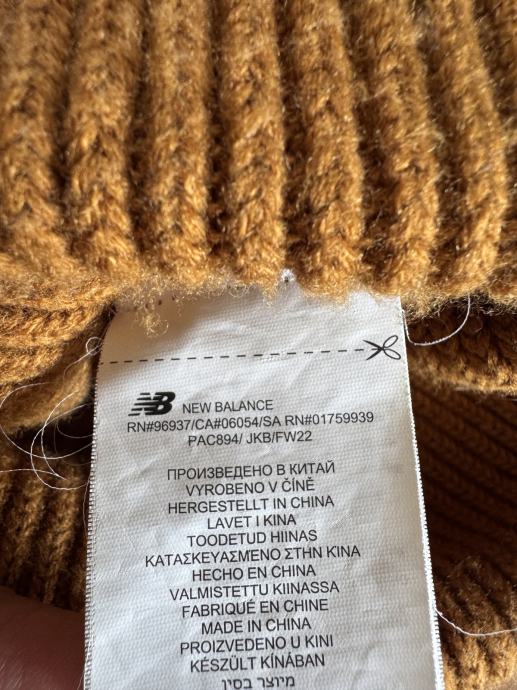 NB NEW BALANCE
RN#96937/CA#06054/SA RN#01759939
PAC894/ JKB/FW22
ПРОИЗВЕДЕНО В КИТАЙ
VYROBENO V ČÍNĚ
HERGESTELLT IN CHINA
LAVET I KINA
TOODETUD HIINAS
ΚΑΤΑΣΚΕΥΑΣΜΕΝΟ ΣΤΗΝ ΚΙΝΑ
HECHO EN CHINA
VALMISTETTU KIINASSA
FABRIQUÉ EN CHINE
MADE IN CHINA
PROIZVEDENO U KINI
KÉSZÜLT KÍNÁBAN
מיוצר בסין